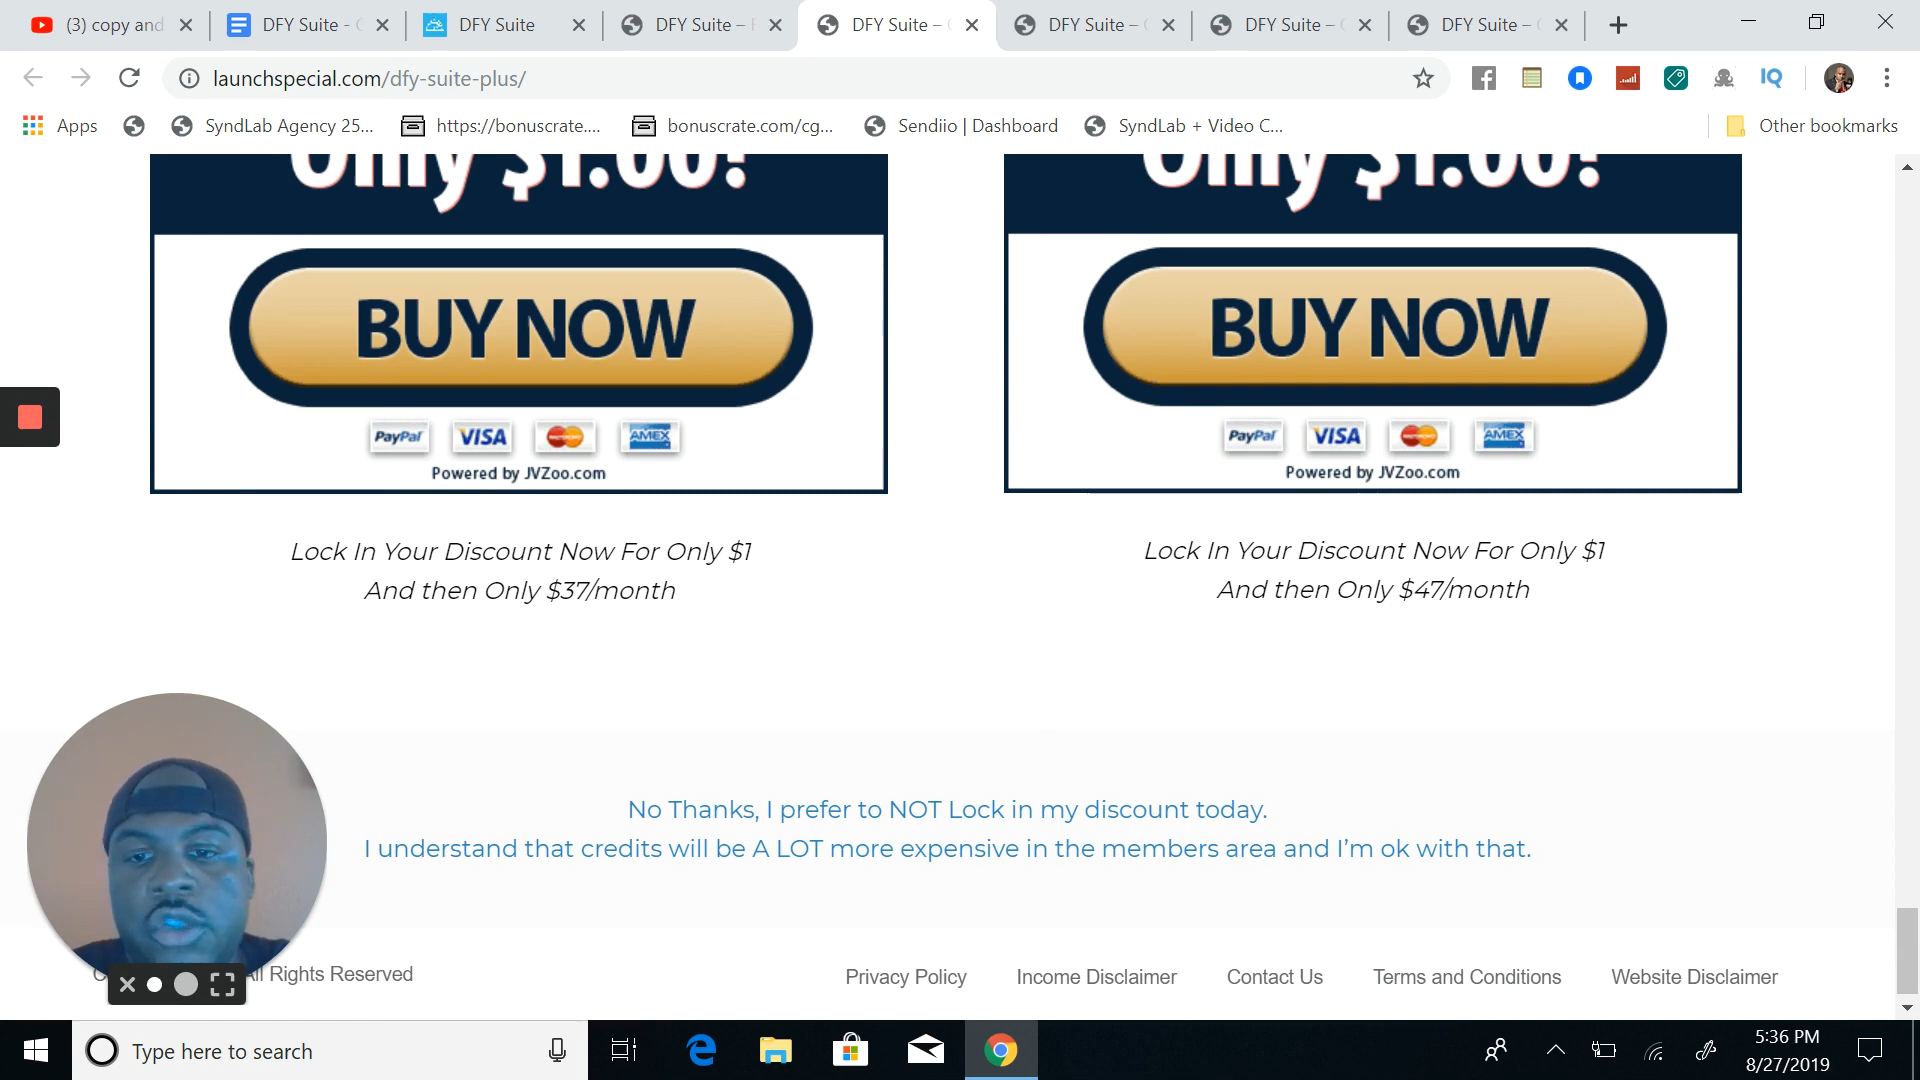 (3) copy and
DFY Suite -
DFY Suite
DFY Suite –
DFY Suite –
DFY Suite –
DFY Suite –
DFY Suite –
launchspecial.com/dfy-suite-plus/
IQ
Apps
SyndLab Agency 25...
https://bonuscrate....
bonuscrate.com/cg...
Sendiio | Dashboard
SyndLab + Video C...
Other bookmarks
Only $1.00!
Only $1.00!
BUY NOW
BUY NOW
PayPal VISA MASTERCARD AMEX
PayPal VISA MASTERCARD AMEX
Powered by JVZoo.com
Powered by JVZoo.com
Lock In Your Discount Now For Only $1
And then Only $37/month
Lock In Your Discount Now For Only $1
And then Only $47/month
No Thanks, I prefer to NOT Lock in my discount today.
I understand that credits will be A LOT more expensive in the members area and I'm ok with that.
All Rights Reserved
Privacy Policy
Income Disclaimer
Contact Us
Terms and Conditions
Website Disclaimer
Type here to search
5:36 PM
8/27/2019